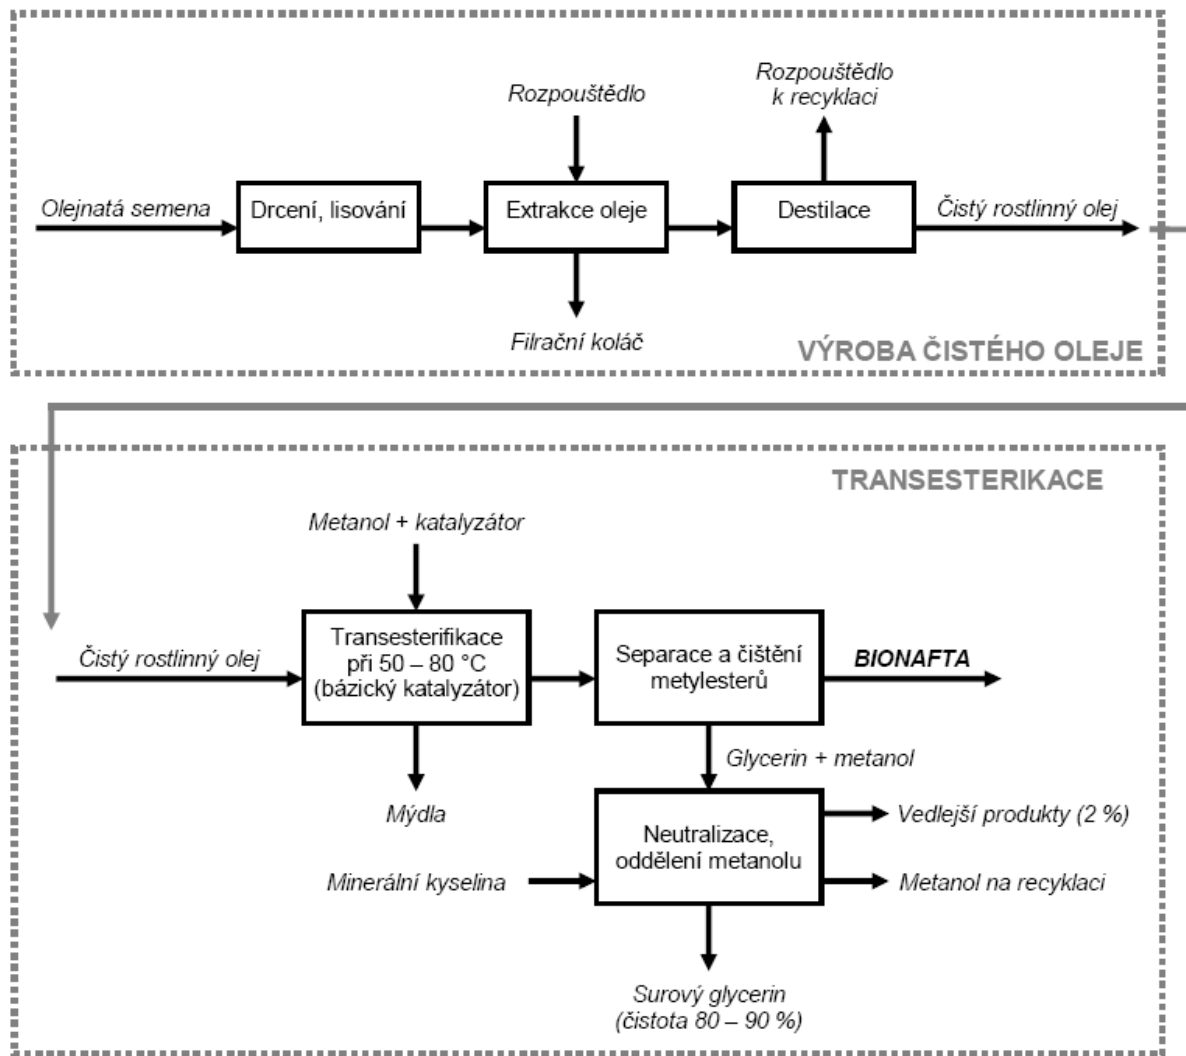 Rozpouštědlo
Rozpouštědlo
k recyklaci
Olejnatá semena
Drcení, lisování
Extrakce oleje
Destilace
Čistý rostlinný olej
Filrační koláč
VÝROBA ČISTÉHO OLEJE
TRANSESTERIKACE
Metanol + katalyzátor
Čistý rostlinný olej
Transesterifikace
při 50 – 80 °C
(bázický katalyzátor)
Separace a čištění
metylesterů
BIONAFTA
Glycerin + metanol
Mýdla
Neutralizace,
oddělení metanolu
Vedlejší produkty (2 %)
Minerální kyselina
Metanol na recyklaci
Surový glycerin
(čistota 80 – 90 %)